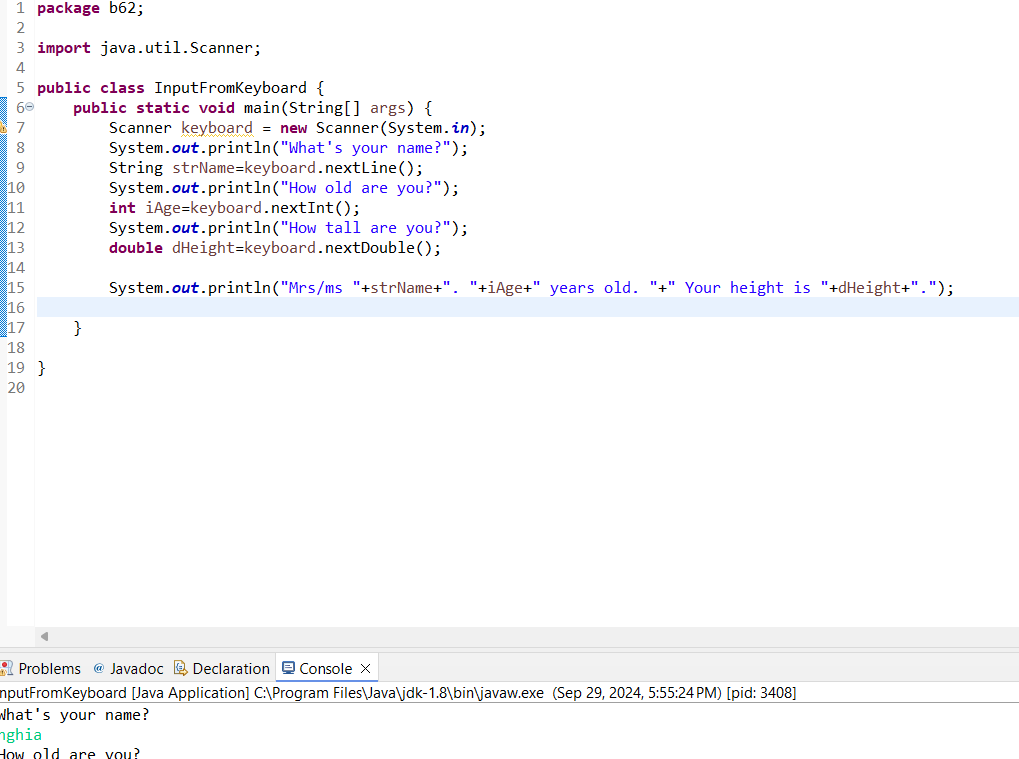 1 package b62;
2
3 import java.util.Scanner;
4
5 public class InputFromKeyboard {
6 public static void main(String[] args) {
7 Scanner keyboard = new Scanner(System.in);
8 System.out.println("What's your name?");
9 String strName=keyboard.nextLine();
10 System.out.println("How old are you?");
11 int iAge=keyboard.nextInt();
12 System.out.println("How tall are you?");
13 double dHeight=keyboard.nextDouble();
14
15 System.out.println("Mrs/ms "+strName+". "+iAge+" years old. "+" Your height is "+dHeight+".");
16
17 }
18
19 }
20
Problems @ Javadoc Declaration Console
nputFromKeyboard [Java Application] C:\Program Files\Java\jdk-1.8\bin\javaw.exe (Sep 29, 2024, 5:55:24 PM) [pid: 3408]
What's your name?
nghia
How old are you?